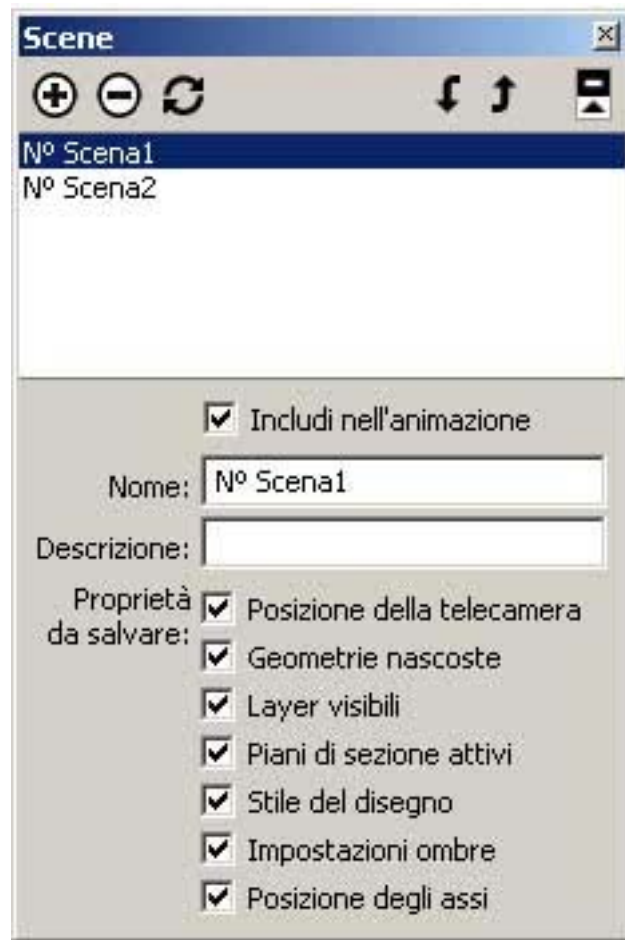 Scene
Nº Scena1
Nº Scena2
Includi nell'animazione
Nome: Nº Scena1
Descrizione:
Proprietà da salvare:
Posizione della telecamera
Geometrie nascoste
Layer visibili
Piani di sezione attivi
Stile del disegno
Impostazioni ombre
Posizione degli assi